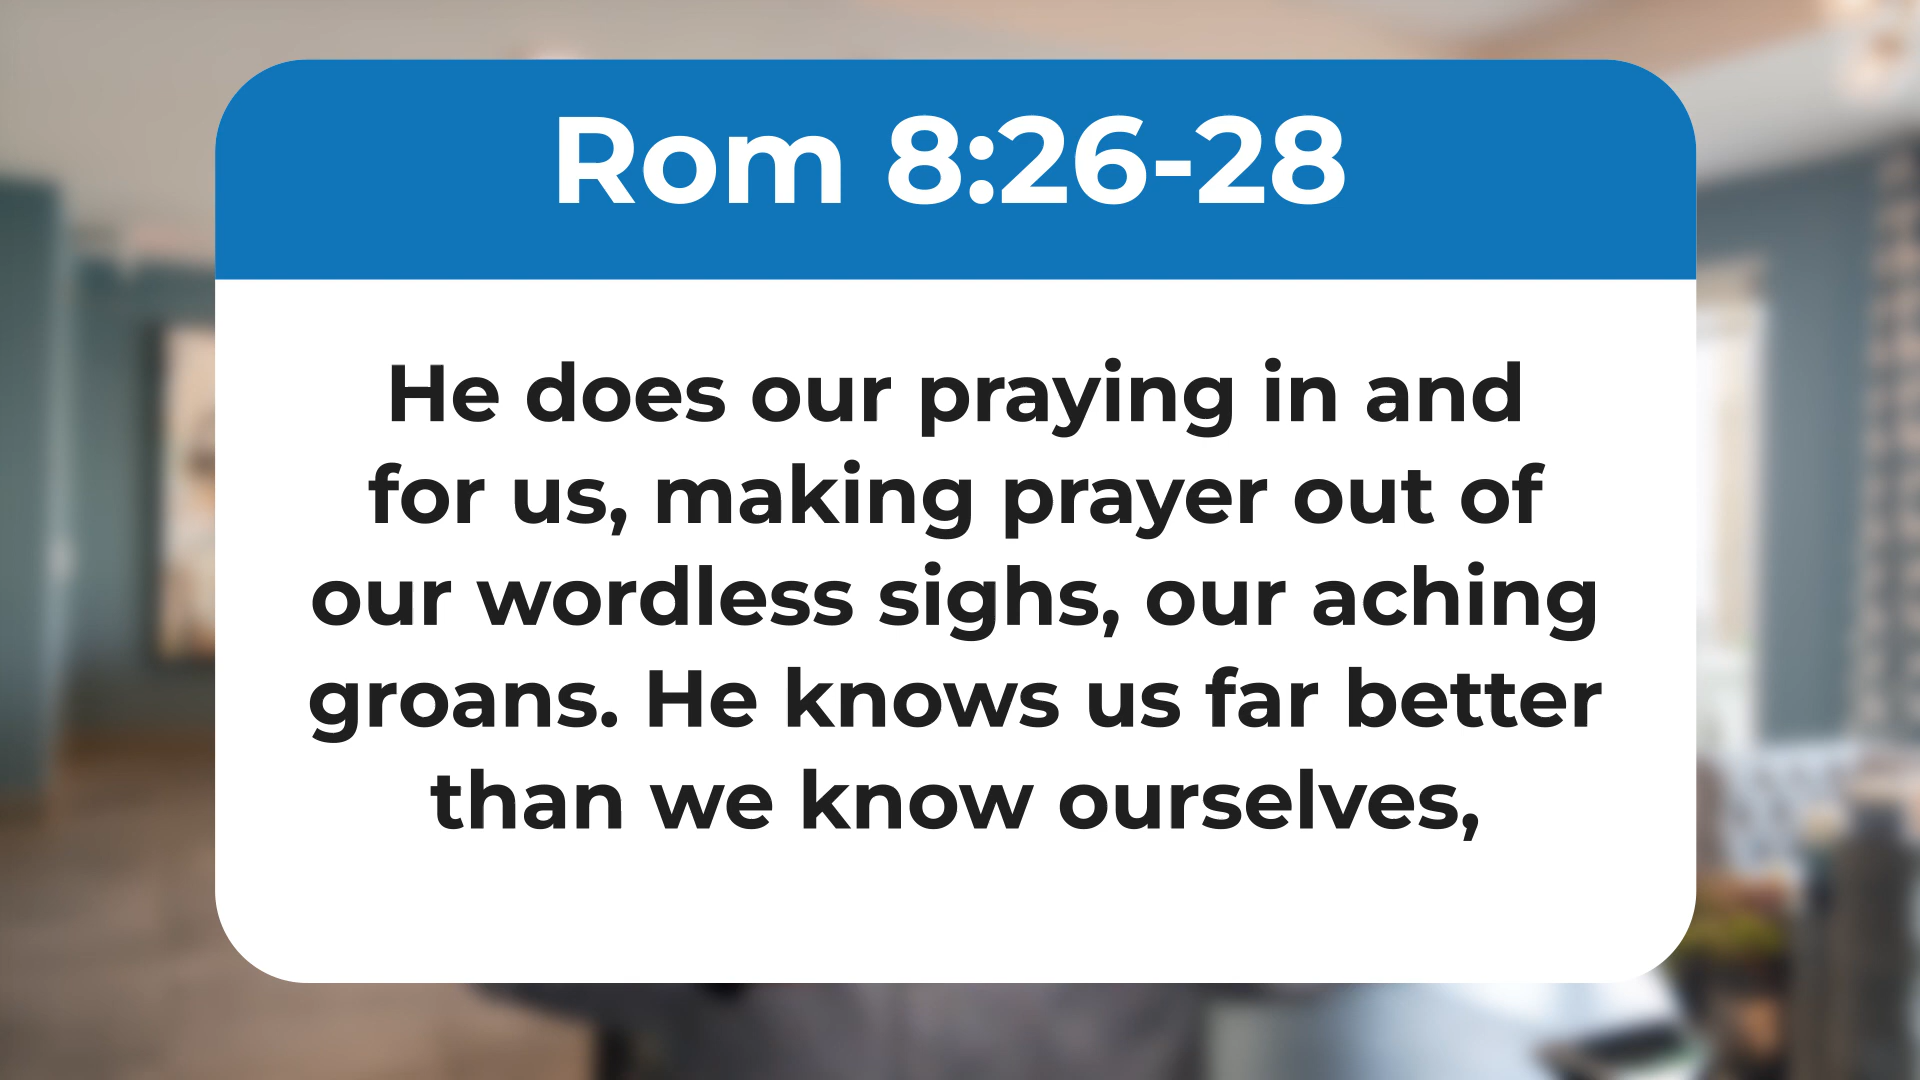 Rom 8:26-28
He does our praying in and
for us, making prayer out of
our wordless sighs, our aching
groans. He knows us far better
than we know ourselves,